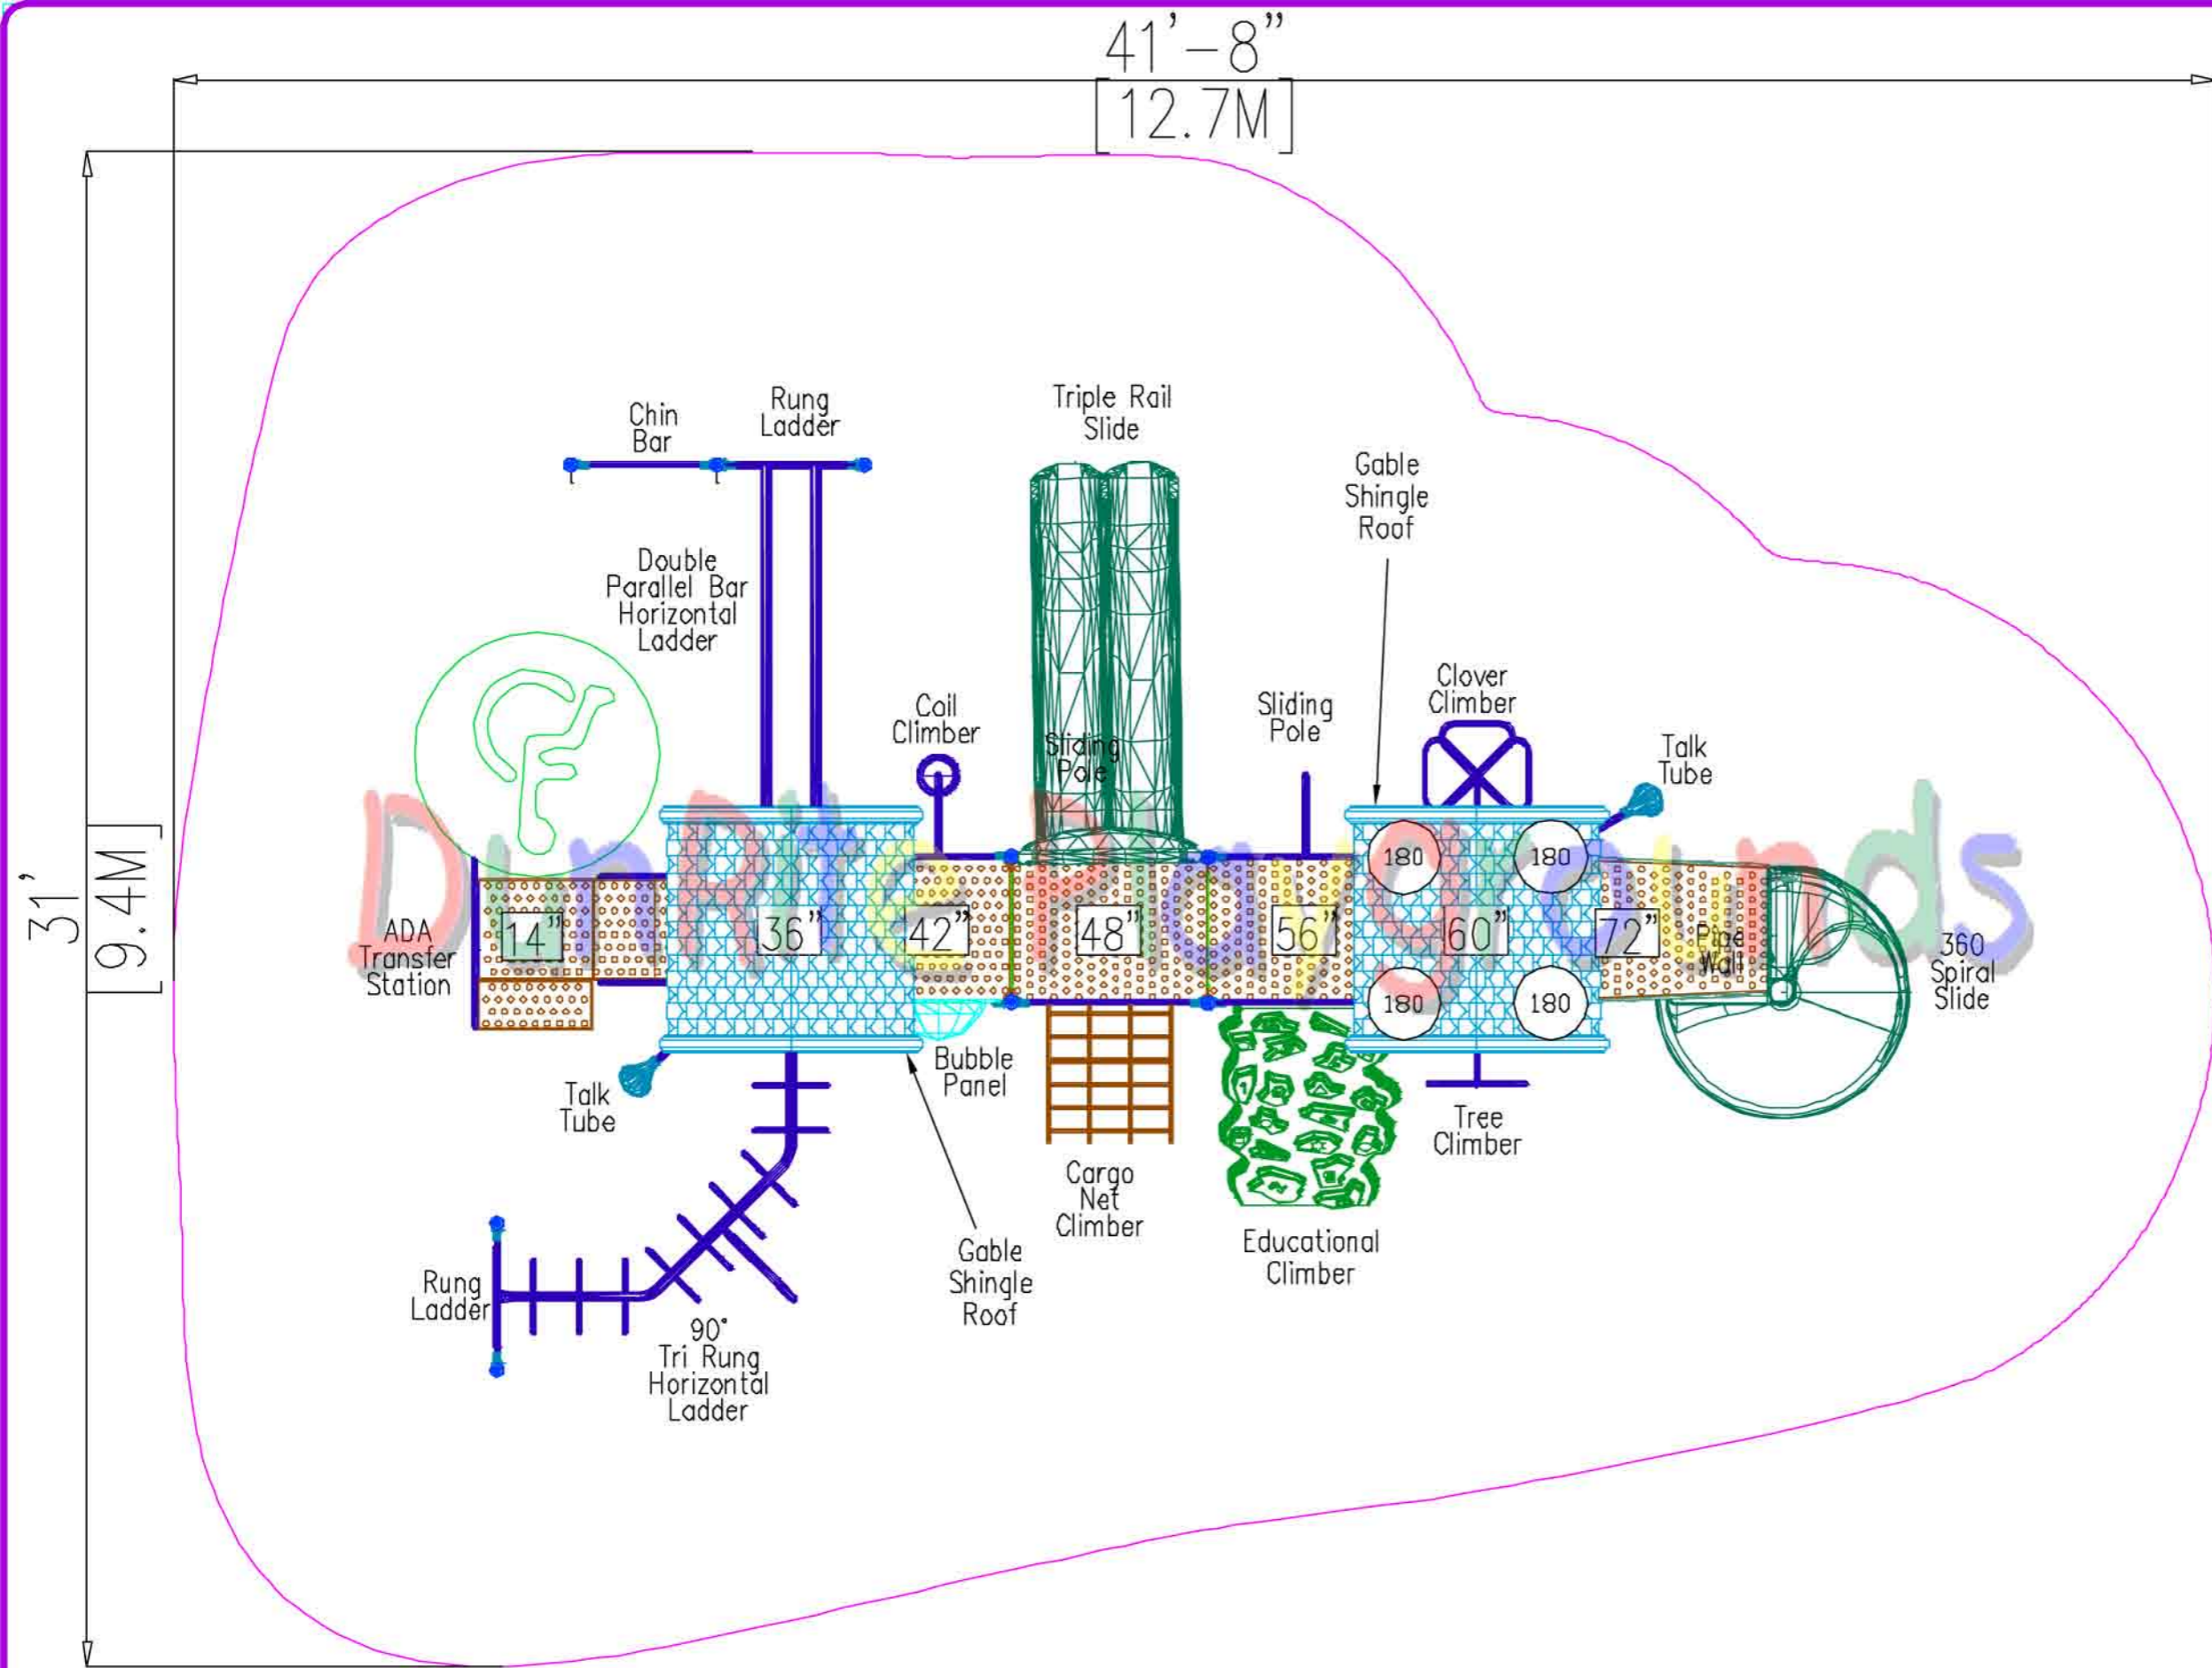 41'-8"
[12.7M]
31'
[9.4M]
Chin
Bar
Rung
Ladder
Triple Rail
Slide
Gable
Shingle
Roof
Double
Parallel Bar
Horizontal
Ladder
Coil
Climber
Sliding
Pole
Sliding
Pole
Clover
Climber
Talk
Tube
DunRite Playgrounds
180
180
ADA
Transfer
Station
14"
36"
42"
48"
56"
60"
72"
Pipe
Wall
360
Spiral
Slide
180
180
Talk
Tube
Bubble
Panel
Cargo
Net
Climber
Tree
Climber
Educational
Climber
Gable
Shingle
Roof
Rung
Ladder
90°
Tri Rung
Horizontal
Ladder